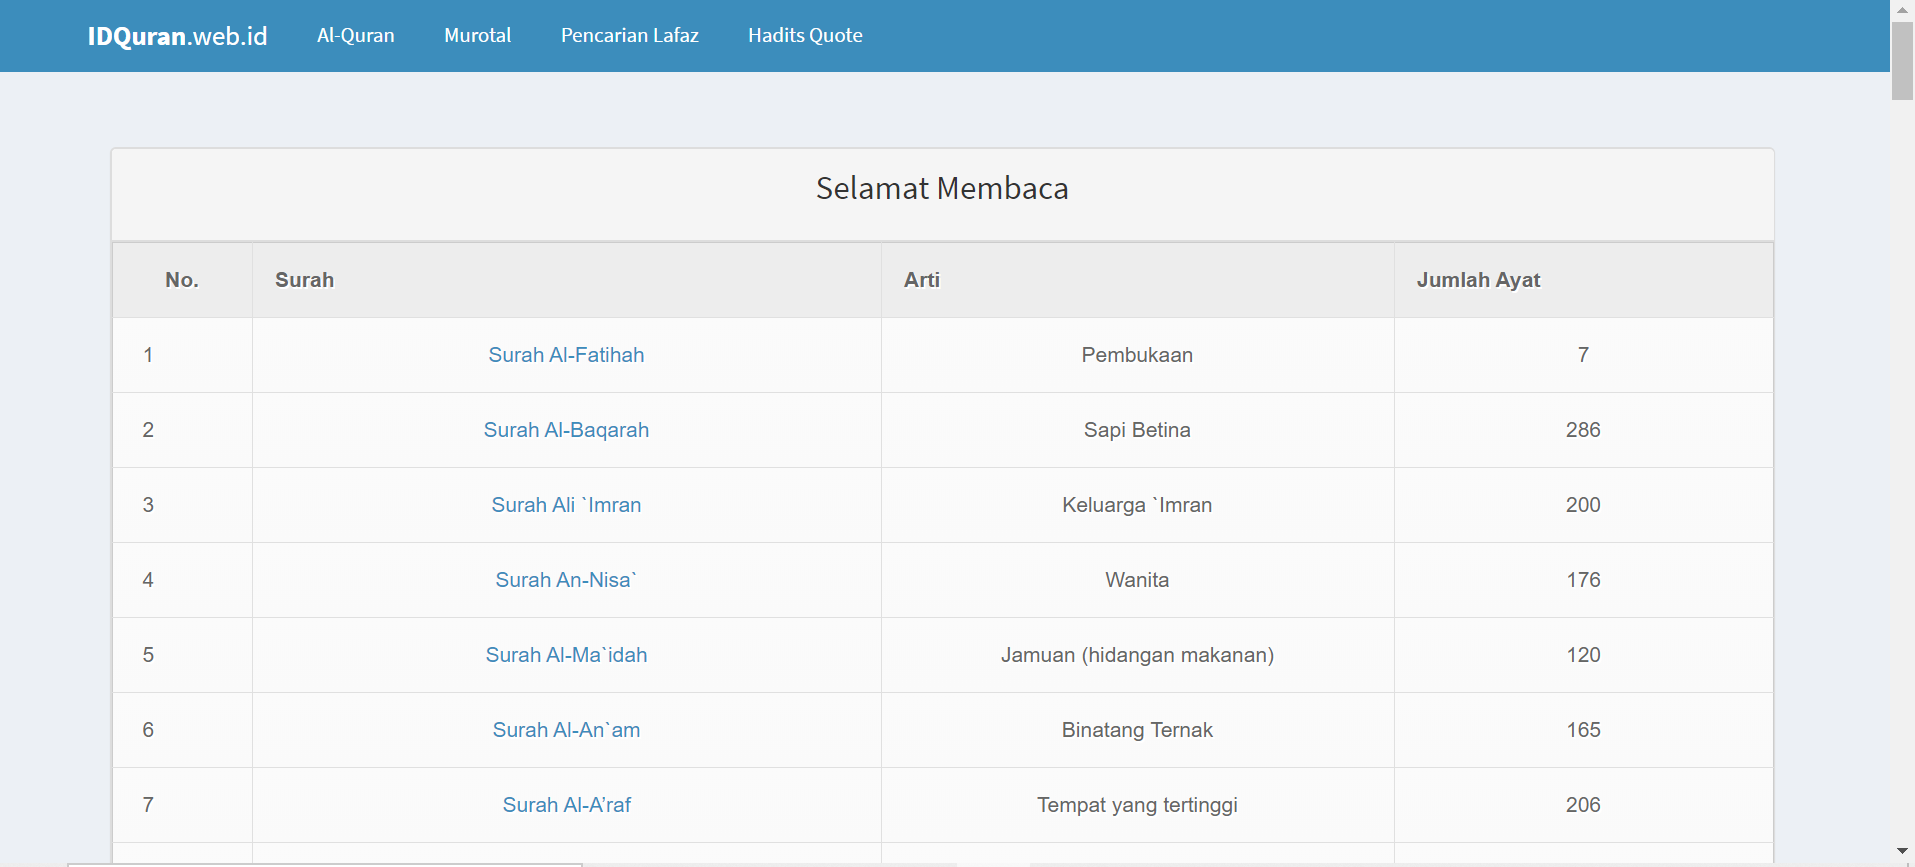 IDQuran.web.id Al-Quran Murotal Pencarian Lafaz Hadits Quote
Selamat Membaca
No. Surah Arti Jumlah Ayat
1 Surah Al-Fatihah Pembukaan 7
2 Surah Al-Baqarah Sapi Betina 286
3 Surah Ali `Imran Keluarga `Imran 200
4 Surah An-Nisa` Wanita 176
5 Surah Al-Ma`idah Jamuan (hidangan makanan) 120
6 Surah Al-An`am Binatang Ternak 165
7 Surah Al-A’raf Tempat yang tertinggi 206